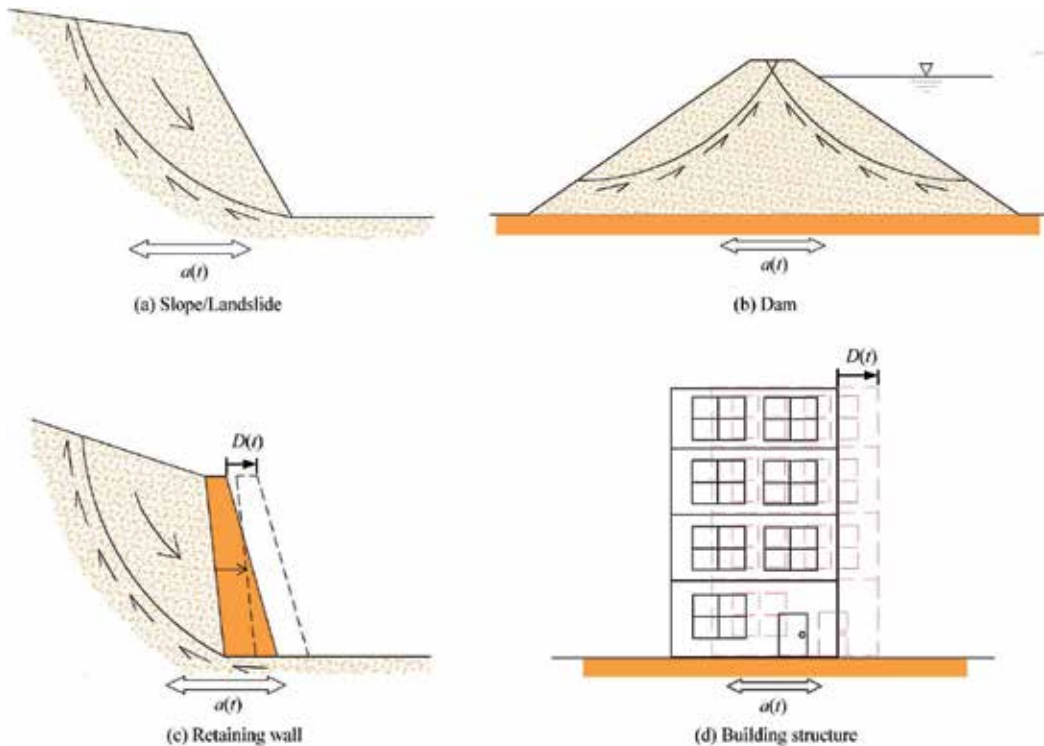 a(t)
(a) Slope/Landslide
a(t)
(b) Dam
D(t)
a(t)
(c) Retaining wall
D(t)
a(t)
(d) Building structure